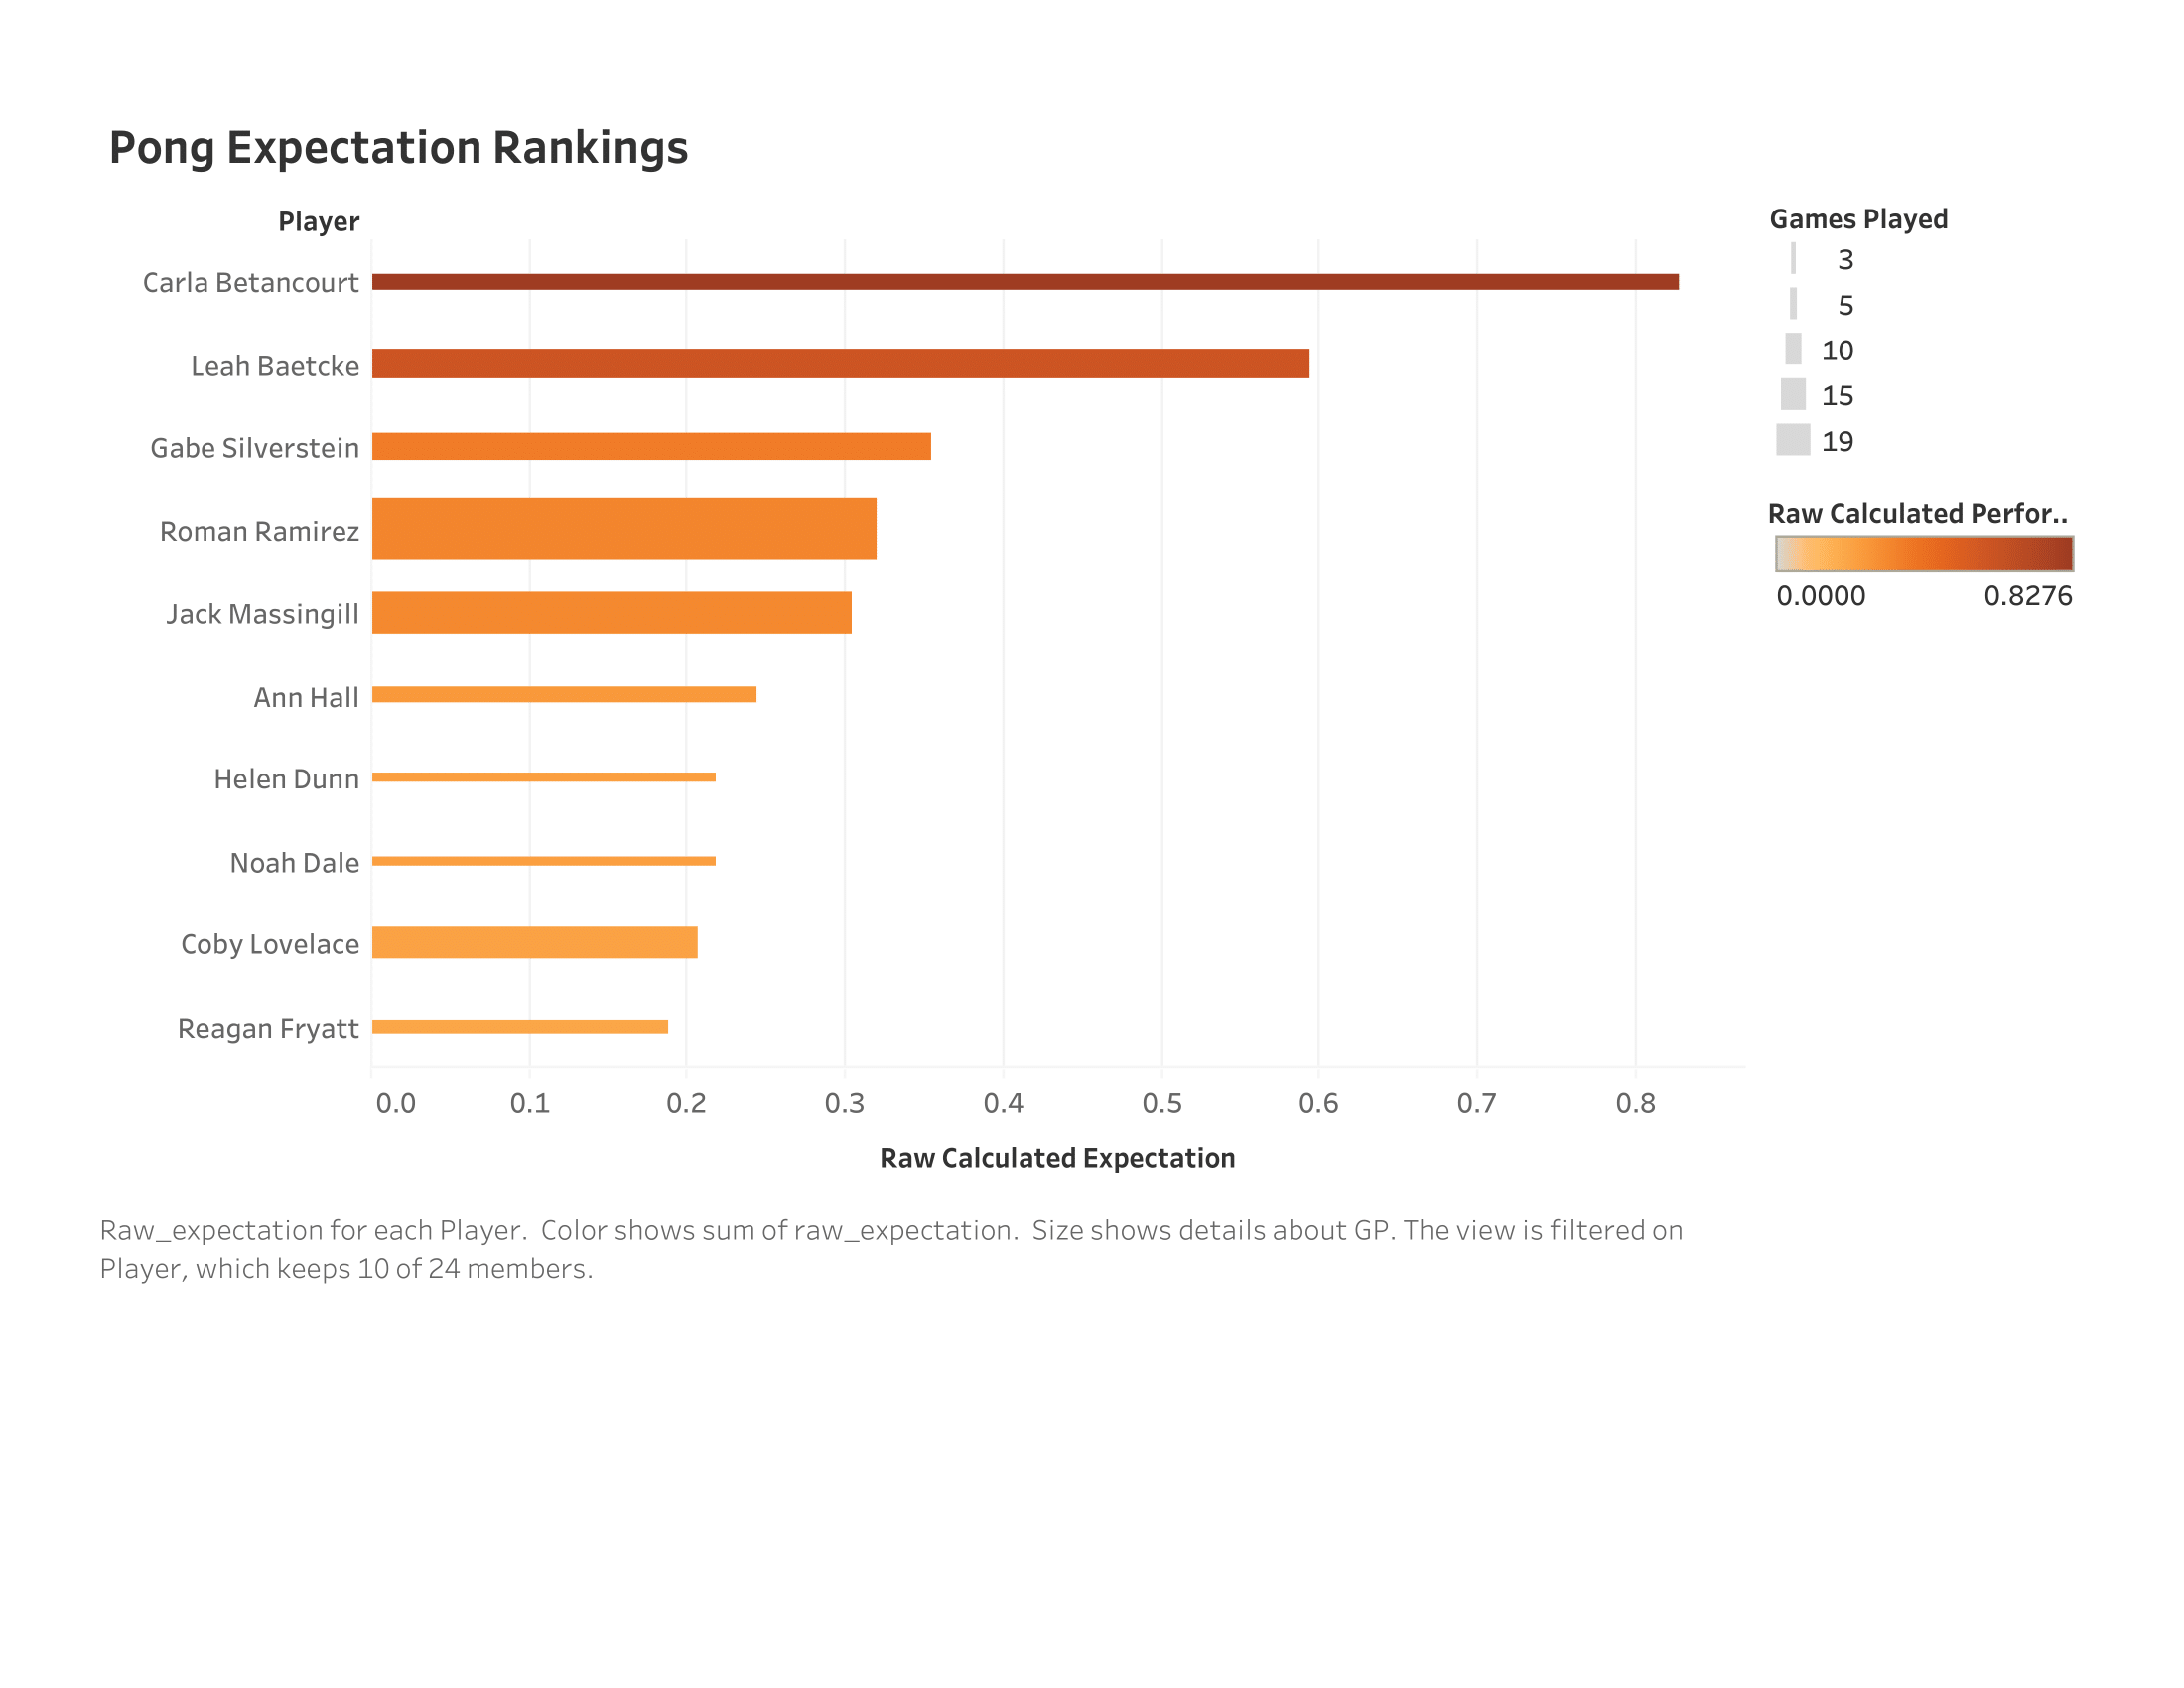 Pong Expectation Rankings
Player
Carla Betancourt
Leah Baetcke
Gabe Silverstein
Roman Ramirez
Jack Massingill
Ann Hall
Helen Dunn
Noah Dale
Coby Lovelace
Reagan Fryatt
0.0 0.1 0.2 0.3 0.4 0.5 0.6 0.7 0.8
Raw Calculated Expectation
Games Played
3
5
10
15
19
Raw Calculated Perfor..
0.0000 0.8276
Raw_expectation for each Player.  Color shows sum of raw_expectation.  Size shows details about GP. The view is filtered on
Player, which keeps 10 of 24 members.